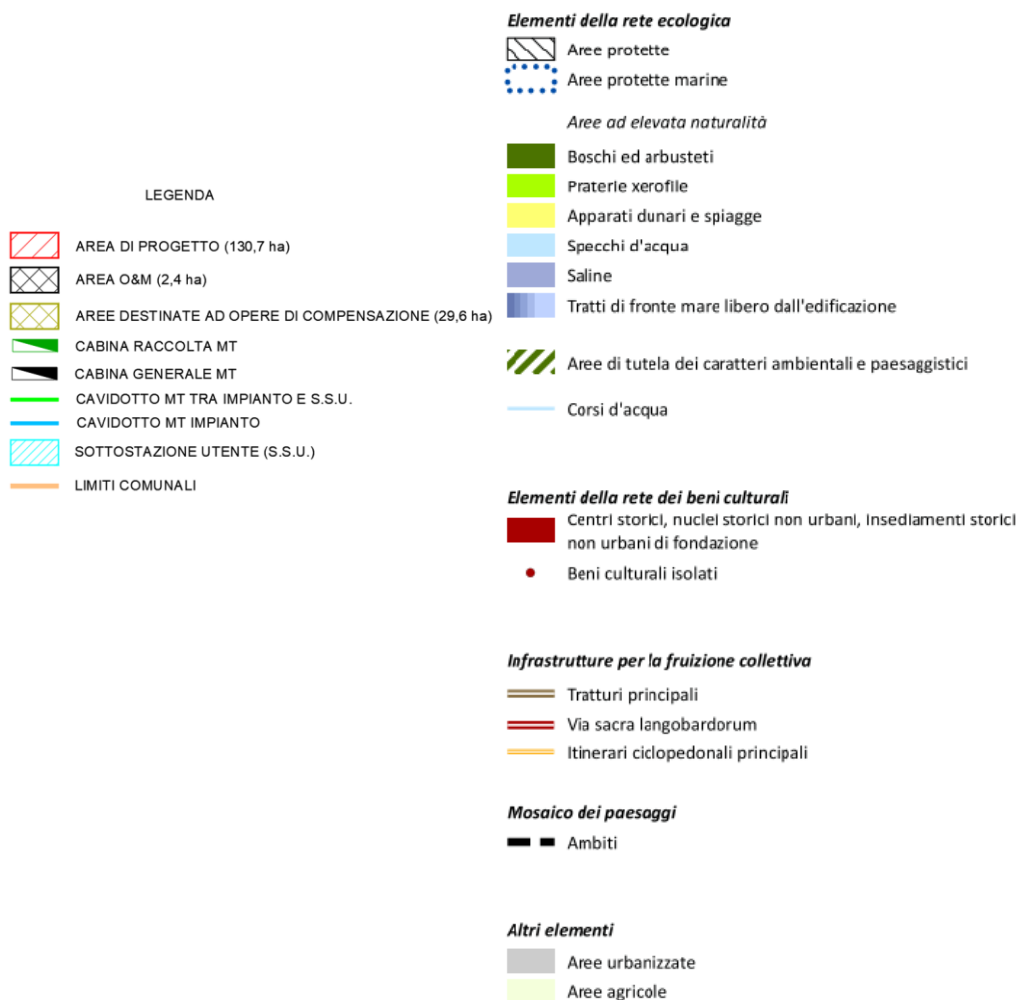 LEGENDA
AREA DI PROGETTO (130,7 ha)
AREA O&M (2,4 ha)
AREE DESTINATE AD OPERE DI COMPENSAZIONE (29,6 ha)
CABINA RACCOLTA MT
CABINA GENERALE MT
CAVIDOTTO MT TRA IMPIANTO E S.S.U.
CAVIDOTTO MT IMPIANTO
SOTTOSTAZIONE UTENTE (S.S.U.)
LIMITI COMUNALI
Elementi della rete ecologica
Aree protette
Aree protette marine
Aree ad elevata naturalità
Boschi ed arbusteti
Praterie xerofile
Apparati dunari e spiagge
Specchi d'acqua
Saline
Tratti di fronte mare libero dall'edificazione
Aree di tutela dei caratteri ambientali e paesaggistici
Corsi d'acqua
Elementi della rete dei beni culturali
Centri storici, nuclei storici non urbani, insediamenti storici
non urbani di fondazione
Beni culturali isolati
Infrastrutture per la fruizione collettiva
Tratturi principali
Via sacra langobardorum
Itinerari ciclopedonali principali
Mosaico dei paesaggi
Ambiti
Altri elementi
Aree urbanizzate
Aree agricole